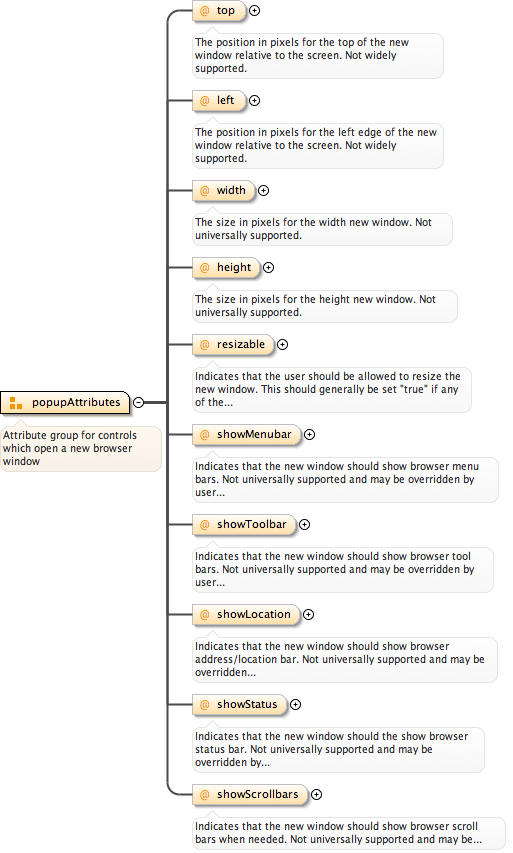 @ top
The position in pixels for the top of the new
window relative to the screen. Not widely
supported.
@ left
The position in pixels for the left edge of the new
window relative to the screen. Not widely
supported.
@ width
The size in pixels for the width new window. Not
universally supported.
@ height
The size in pixels for the height new window. Not
universally supported.
@ resizable
Indicates that the user should be allowed to resize the
new window. This should generally be set "true" if any
of the...
popupAttributes
Attribute group for controls
which open a new browser
window
@ showMenubar
Indicates that the new window should show browser menu
bars. Not universally supported and may be overridden by
user...
@ showToolbar
Indicates that the new window should show browser tool
bars. Not universally supported and may be overridden by
user...
@ showLocation
Indicates that the new window should show browser
address/location bar. Not universally supported and may be
overridden...
@ showStatus
Indicates that the new window should the show browser
status bar. Not universally supported and may be
overridden by...
@ showScrollbars
Indicates that the new window should show browser scroll
bars when needed. Not universally supported and may be...